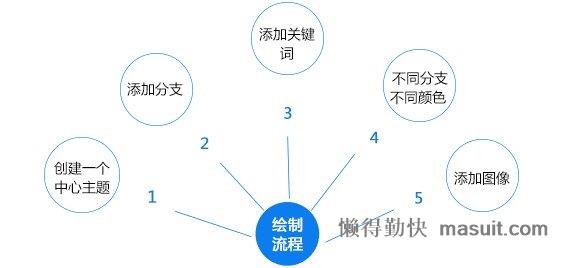 创建一个
中心主题
1
添加分支
2
添加关键
词
3
不同分支
不同颜色
4
添加图像
5
绘制
流程
懒得勤快 masuit.com